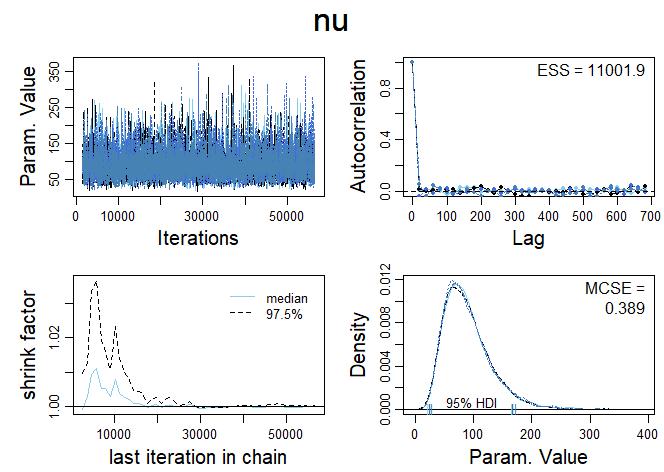 nu
Param. Value
50 150 250 350
0 10000 30000 50000
Iterations
Autocorrelation
0.0 0.4 0.8
ESS = 11001.9
0 100 200 300 400 500 600 700
Lag
shrink factor
1.00 1.02
median
97.5%
10000 30000 50000
last iteration in chain
Density
0.000 0.004 0.008 0.012
MCSE =
0.389
95% HDI
0 100 200 300 400
Param. Value